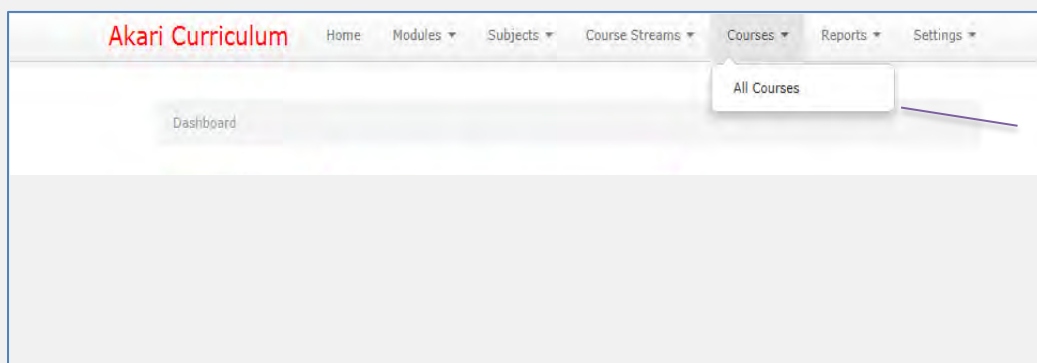 Akari Curriculum Home Modules Subjects Course Streams Courses Reports Settings
All Courses
Dashboard